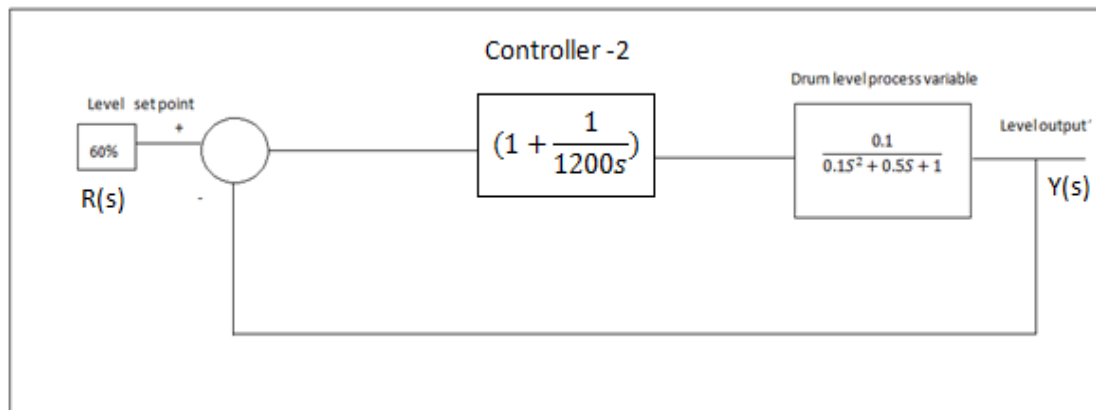 Controller -2
Drum level process variable
Level set point
+
60%
R(s)
-
(1 + 1/1200s)
0.1
0.1S² + 0.5S + 1
Level output'
Y(s)